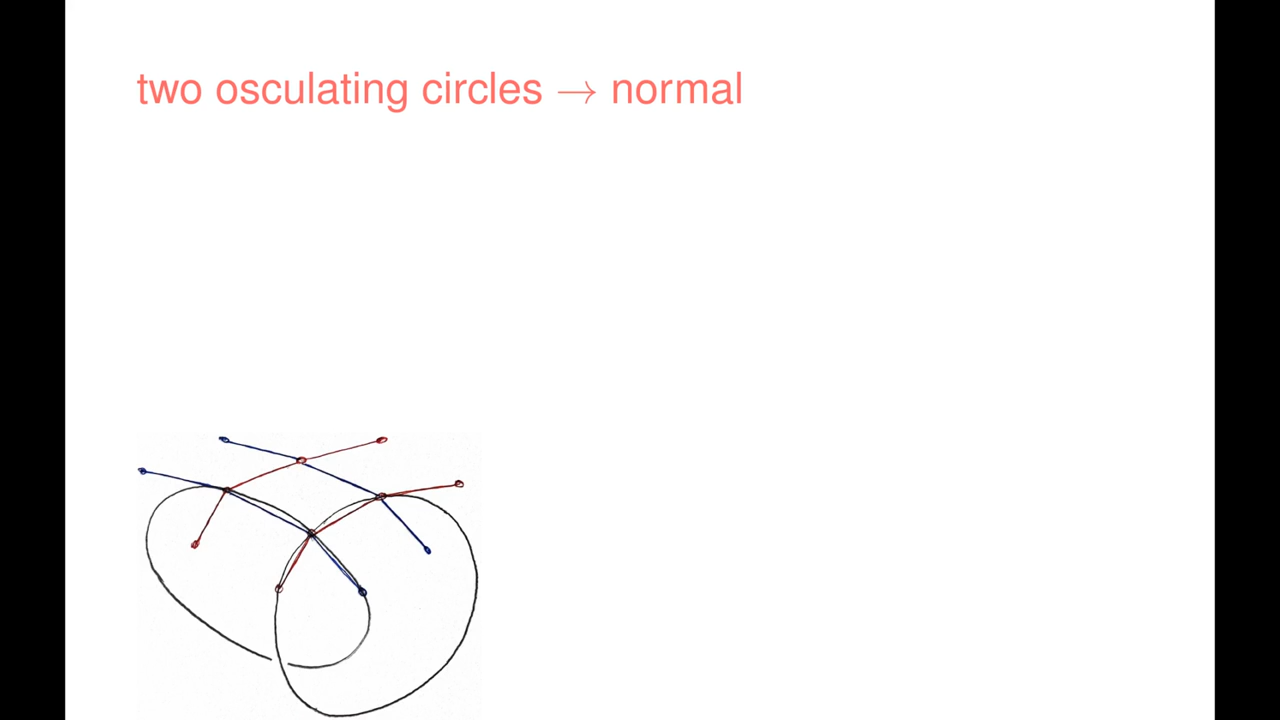 two osculating circles → normal